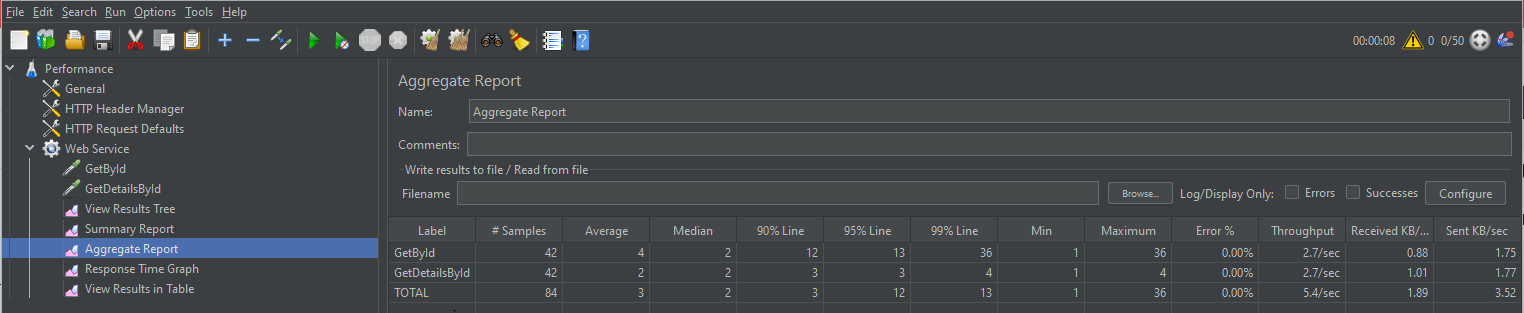 File Edit Search Run Options Tools Help
STOP
00:00:08 0 0/50
Performance
General
HTTP Header Manager
HTTP Request Defaults
Web Service
GetById
GetDetailsById
View Results Tree
Summary Report
Aggregate Report
Response Time Graph
View Results in Table
Aggregate Report
Name: Aggregate Report
Comments:
Write results to file / Read from file
Filename Browse... Log/Display Only: Errors Successes Configure
Label # Samples Average Median 90% Line 95% Line 99% Line Min Maximum Error % Throughput Received KB/... Sent KB/sec
GetById 42 4 2 12 13 36 1 36 0.00% 2.7/sec 0.88 1.75
GetDetailsById 42 2 2 3 3 4 1 4 0.00% 2.7/sec 1.01 1.77
TOTAL 84 3 2 3 12 13 1 36 0.00% 5.4/sec 1.89 3.52